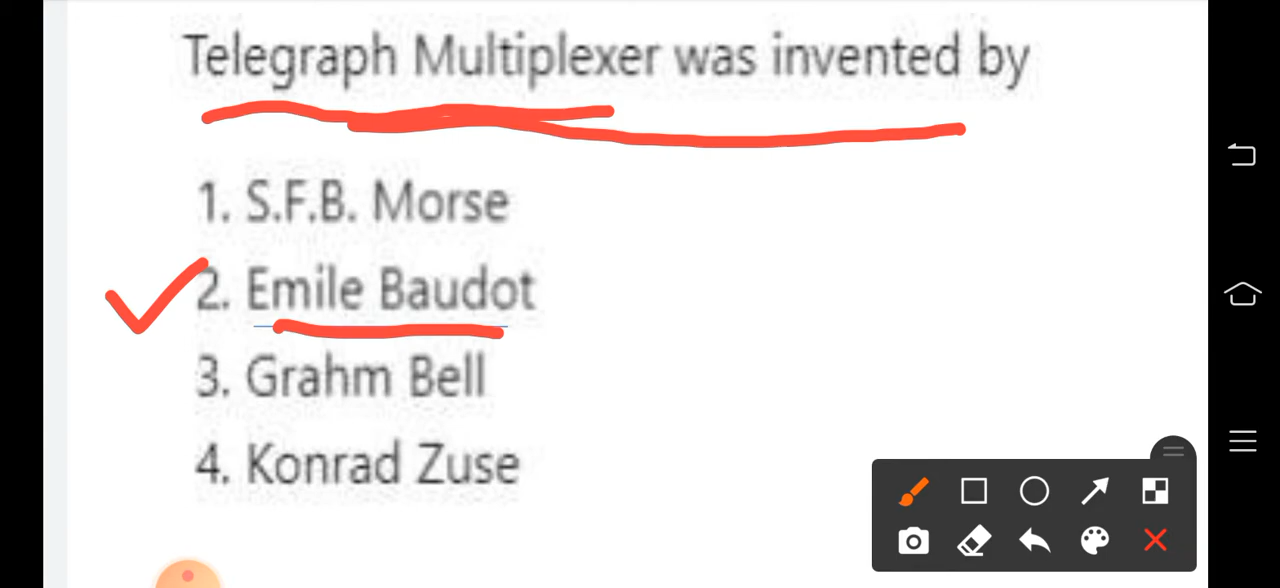 Telegraph Multiplexer was invented by
1. S.F.B. Morse
2. Emile Baudot
3. Grahm Bell
4. Konrad Zuse